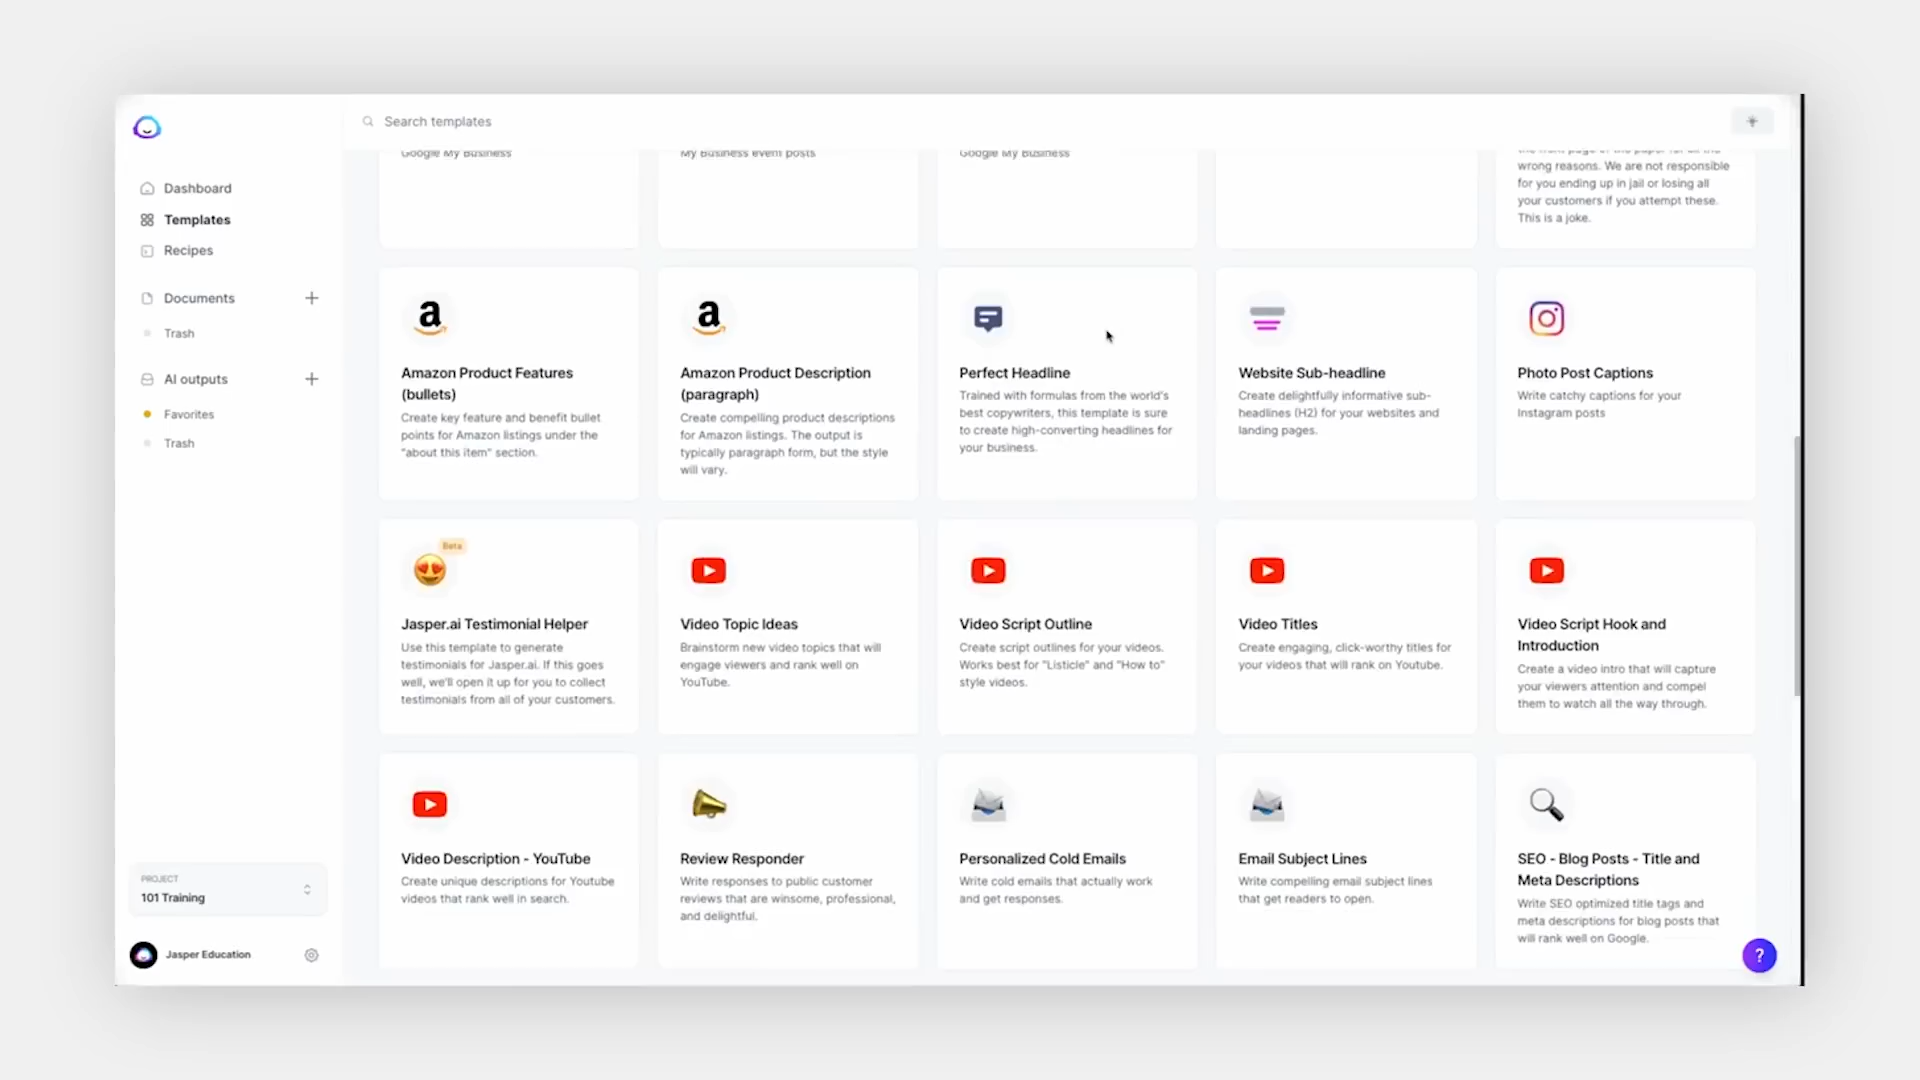 Search templates
Dashboard
Templates
Recipes
Documents
Trash
AI outputs
Favorites
Trash
PROJECT
101 Training
Jasper Education
Google My Business
My Business event posts
Google My Business
wrong reasons. We are not responsible
for you ending up in jail or losing all
your customers if you attempt these.
This is a joke.
Amazon Product Features
(bullets)
Create key feature and benefit bullet
points for Amazon listings under the
"about this item" section.
Amazon Product Description
(paragraph)
Create compelling product descriptions
for Amazon listings. The output is
typically paragraph form, but the style
will vary.
Perfect Headline
Trained with formulas from the world's
best copywriters, this template is sure
to create high-converting headlines for
your business.
Website Sub-headline
Create delightfully informative sub-
headlines (H2) for your websites and
landing pages.
Photo Post Captions
Write catchy captions for your
Instagram posts
Beta
Jasper.ai Testimonial Helper
Use this template to generate
testimonials for Jasper.ai. If this goes
well, we'll open it up for you to collect
testimonials from all of your customers.
Video Topic Ideas
Brainstorm new video topics that will
engage viewers and rank well on
YouTube.
Video Script Outline
Create script outlines for your videos.
Works best for "Listicle" and "How to"
style videos.
Video Titles
Create engaging, click-worthy titles for
your videos that will rank on Youtube.
Video Script Hook and
Introduction
Create a video intro that will capture
your viewers attention and compel
them to watch all the way through.
Video Description - YouTube
Create unique descriptions for Youtube
videos that rank well in search.
Review Responder
Write responses to public customer
reviews that are winsome, professional,
and delightful.
Personalized Cold Emails
Write cold emails that actually work
and get responses.
Email Subject Lines
Write compelling email subject lines
that get readers to open.
SEO - Blog Posts - Title and
Meta Descriptions
Write SEO optimized title tags and
meta descriptions for blog posts that
will rank well on Google.
?